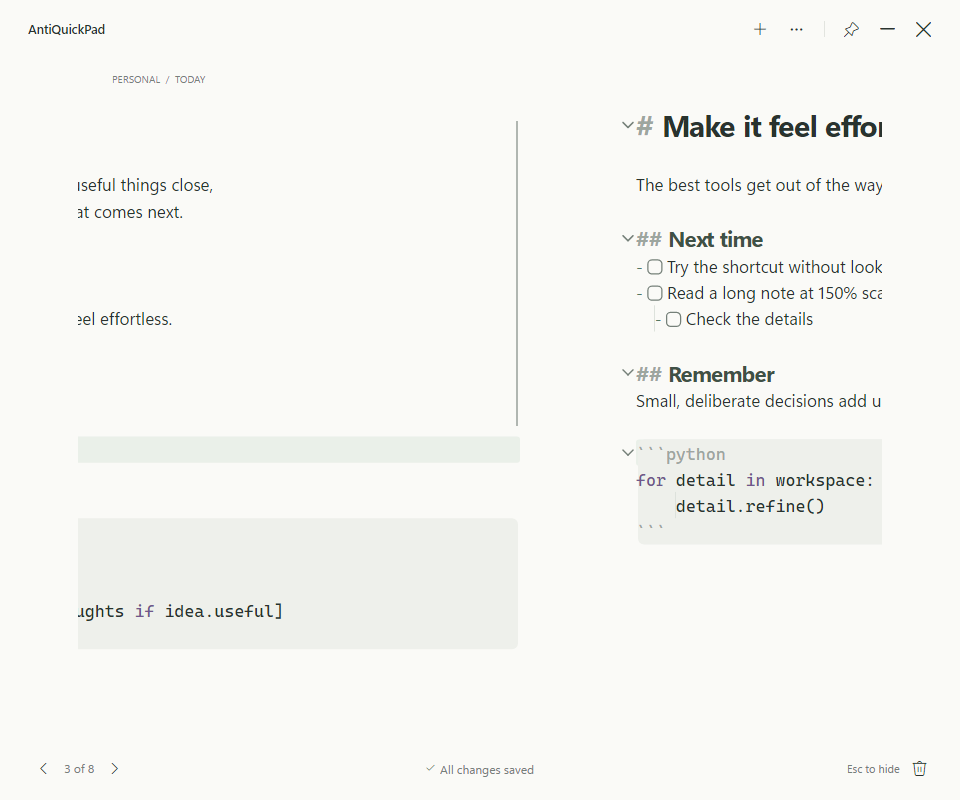 AntiQuickPad
PERSONAL / TODAY
useful things close,
at comes next.
eel effortless.
ughts if idea.useful]
# Make it feel effor
The best tools get out of the way
## Next time
- Try the shortcut without look
- Read a long note at 150% sca
- Check the details
## Remember
Small, deliberate decisions add u
```python
for detail in workspace:
detail.refine()
```
3 of 8
All changes saved
Esc to hide